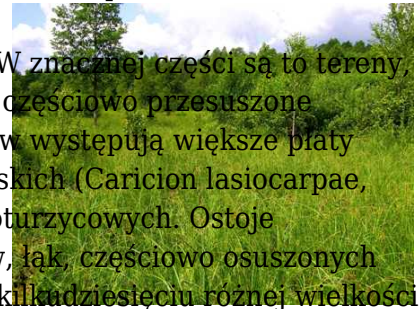 W znacznej części są to tereny,
częściowo przesuszone
w występują większe płaty
skich (Caricion lasiocarpae,
oturzycowych. Ostoje
w, łąk, częściowo osuszonych
kilkudziesięciu różnej wielkości